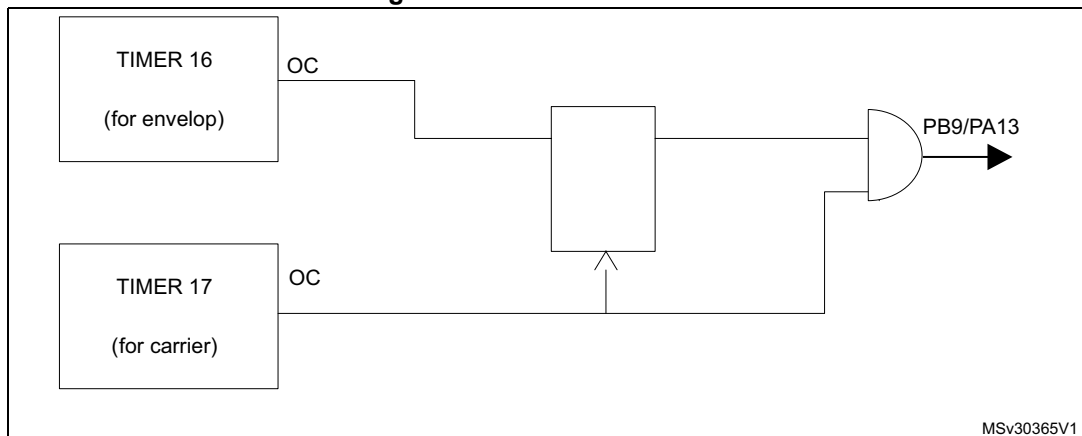 g
TIMER 16
(for envelop)
OC
PB9/PA13
TIMER 17
(for carrier)
OC
MSv30365V1